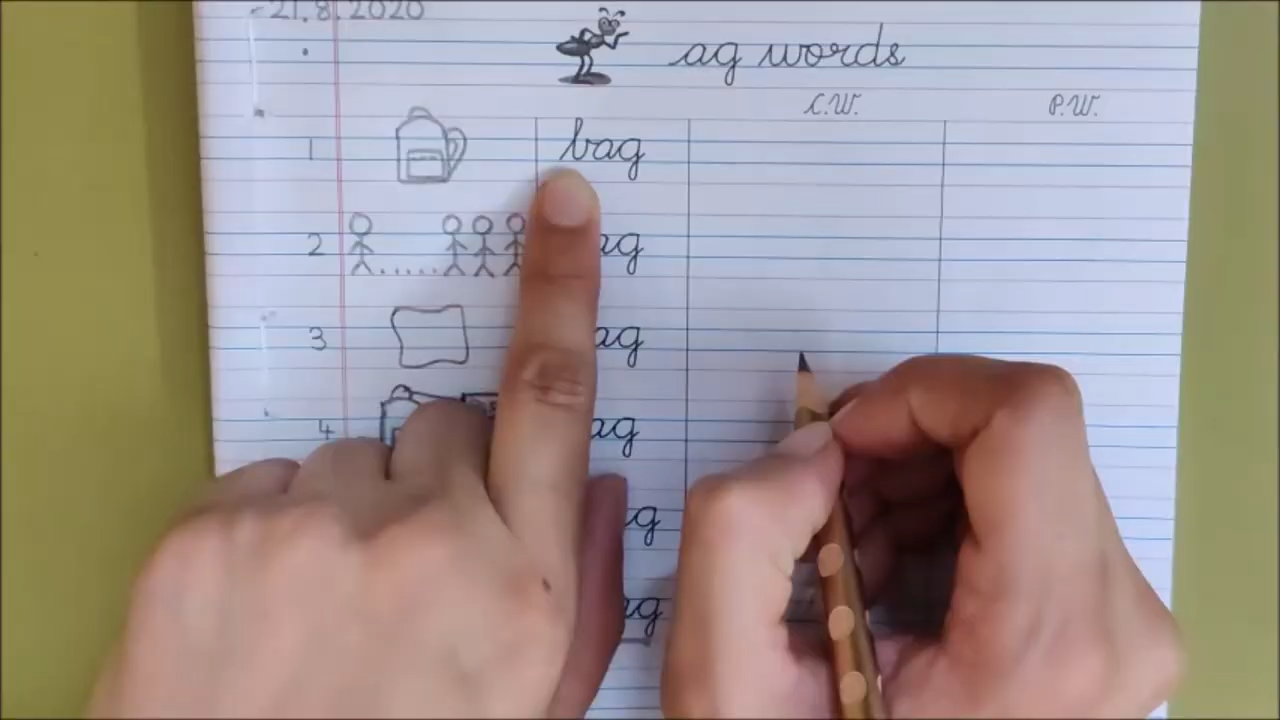 21.8.2020
ag words
C.W. P.W.
1 bag
2 ag
3 ag
4 ag
ag
ag